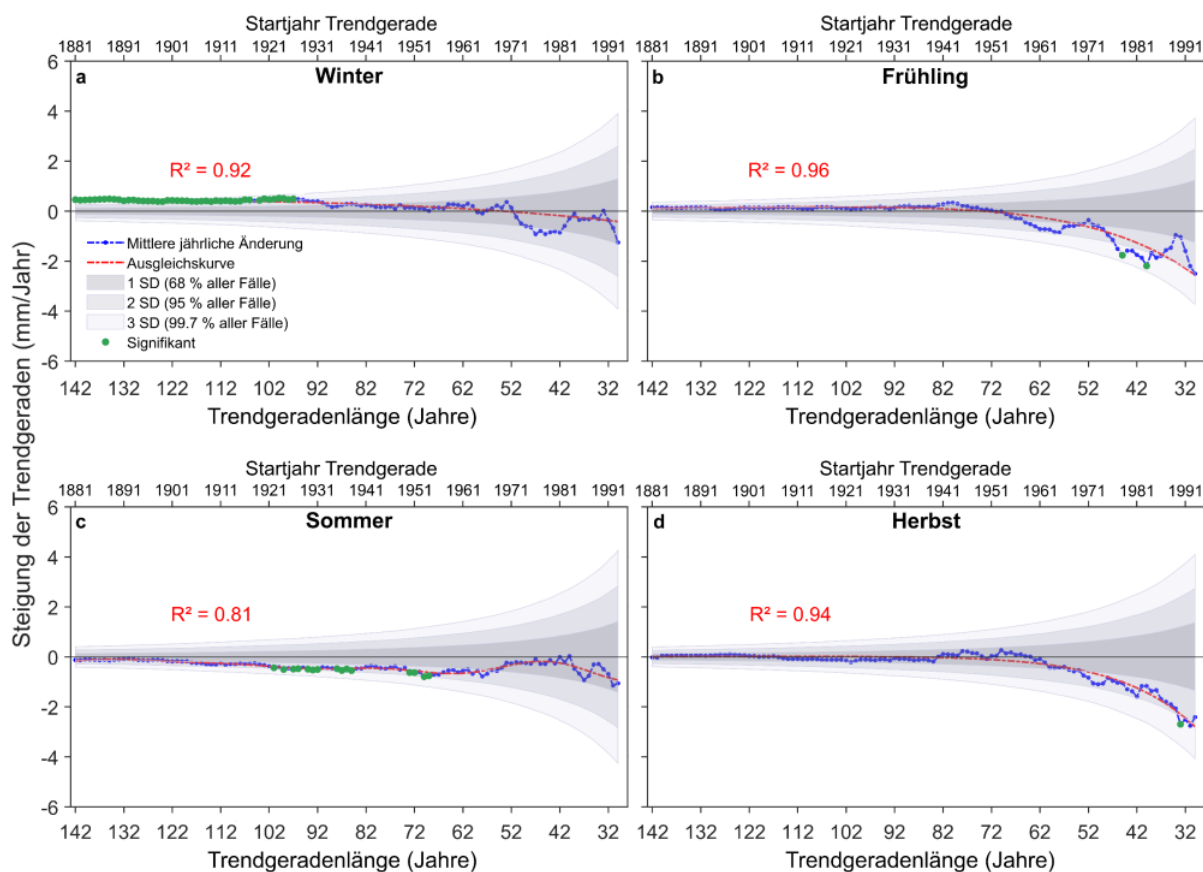 Startjahr Trendgerade
1881 1891 1901 1911 1921 1931 1941 1951 1961 1971 1981 1991
a Winter
R² = 0.92
Mittlere jährliche Änderung
Ausgleichskurve
1 SD (68 % aller Fälle)
2 SD (95 % aller Fälle)
3 SD (99.7 % aller Fälle)
Signifikant
6
4
2
0
-2
-4
-6
142 132 122 112 102 92 82 72 62 52 42 32
Trendgeradenlänge (Jahre)
Startjahr Trendgerade
1881 1891 1901 1911 1921 1931 1941 1951 1961 1971 1981 1991
b Frühling
R² = 0.96
142 132 122 112 102 92 82 72 62 52 42 32
Trendgeradenlänge (Jahre)
Steigung der Trendgeraden (mm/Jahr)
Startjahr Trendgerade
1881 1891 1901 1911 1921 1931 1941 1951 1961 1971 1981 1991
c Sommer
R² = 0.81
6
4
2
0
-2
-4
-6
142 132 122 112 102 92 82 72 62 52 42 32
Trendgeradenlänge (Jahre)
Startjahr Trendgerade
1881 1891 1901 1911 1921 1931 1941 1951 1961 1971 1981 1991
d Herbst
R² = 0.94
142 132 122 112 102 92 82 72 62 52 42 32
Trendgeradenlänge (Jahre)